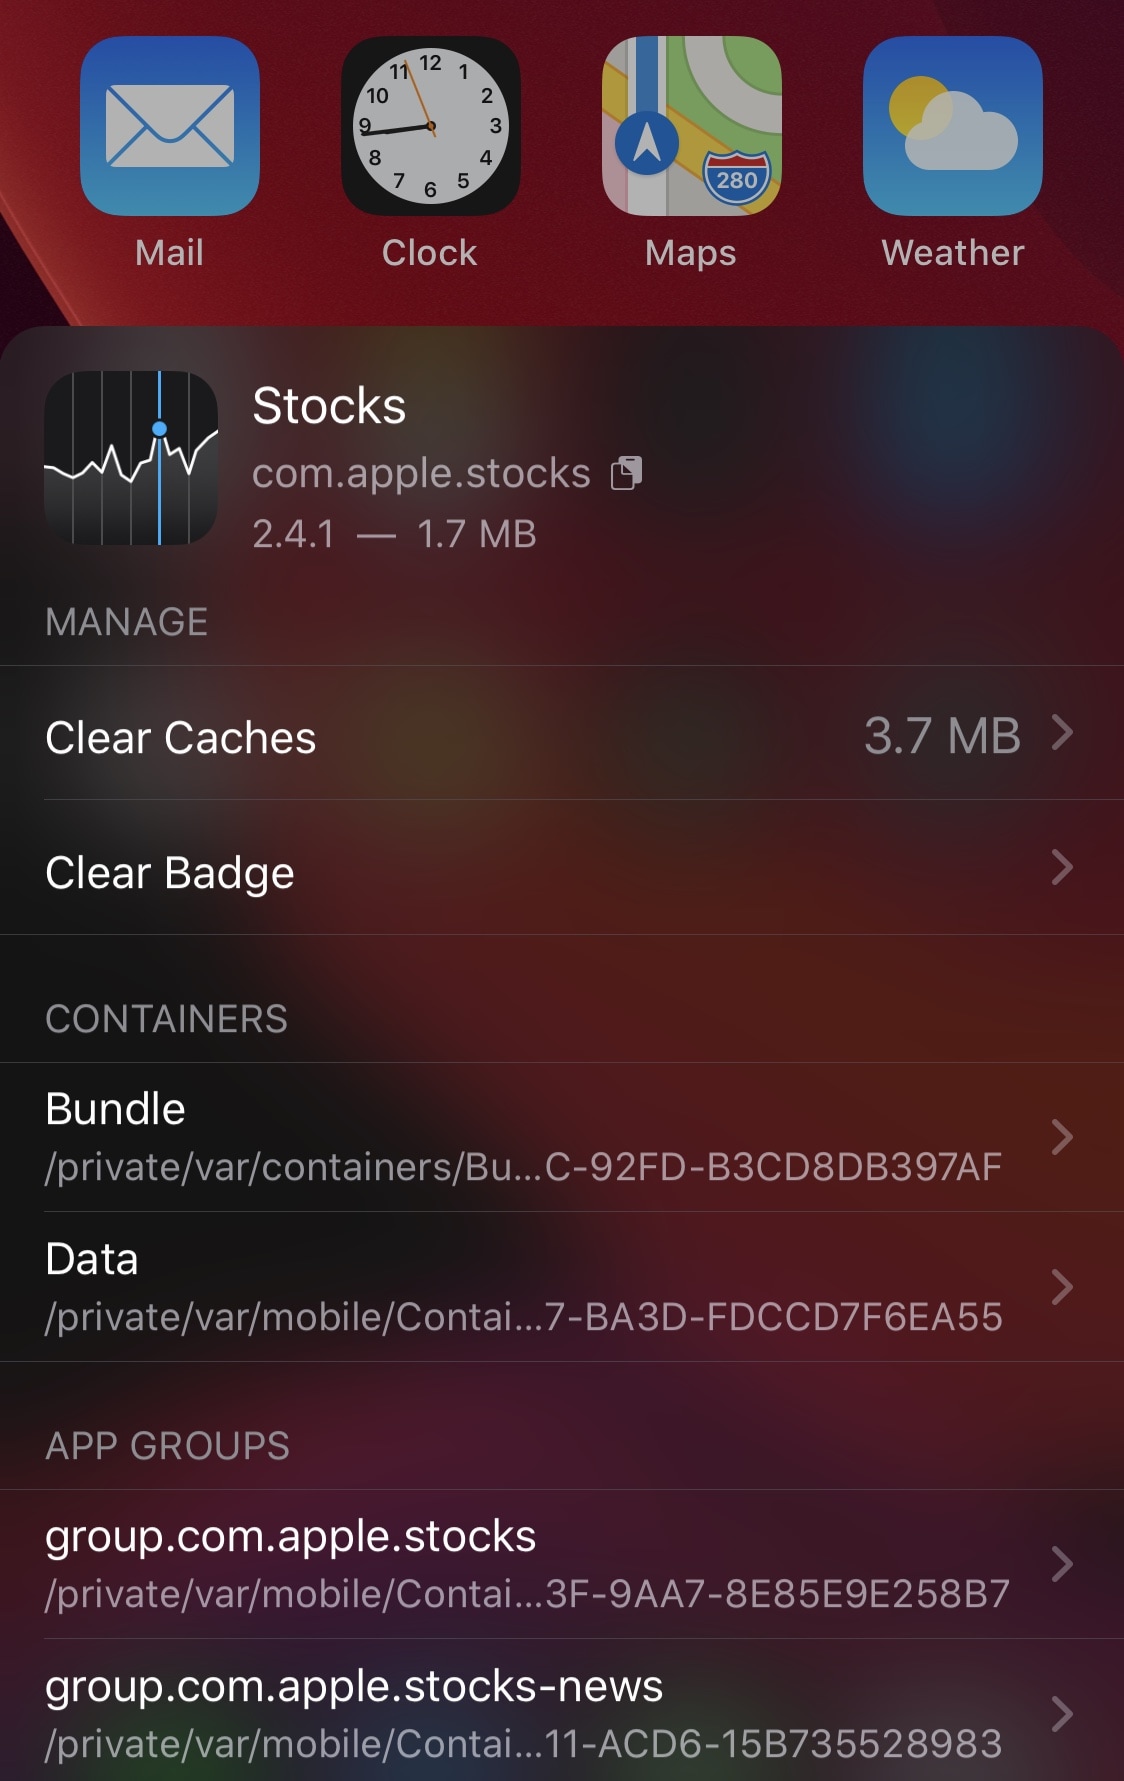 12
11 1
10 2
9 3
8 4
7 5
6
280
Mail Clock Maps Weather
Stocks
com.apple.stocks
2.4.1 — 1.7 MB
MANAGE
Clear Caches 3.7 MB
Clear Badge
CONTAINERS
Bundle
/private/var/containers/Bu...C-92FD-B3CD8DB397AF
Data
/private/var/mobile/Contai...7-BA3D-FDCCD7F6EA55
APP GROUPS
group.com.apple.stocks
/private/var/mobile/Contai...3F-9AA7-8E85E9E258B7
group.com.apple.stocks-news
/private/var/mobile/Contai...11-ACD6-15B735528983